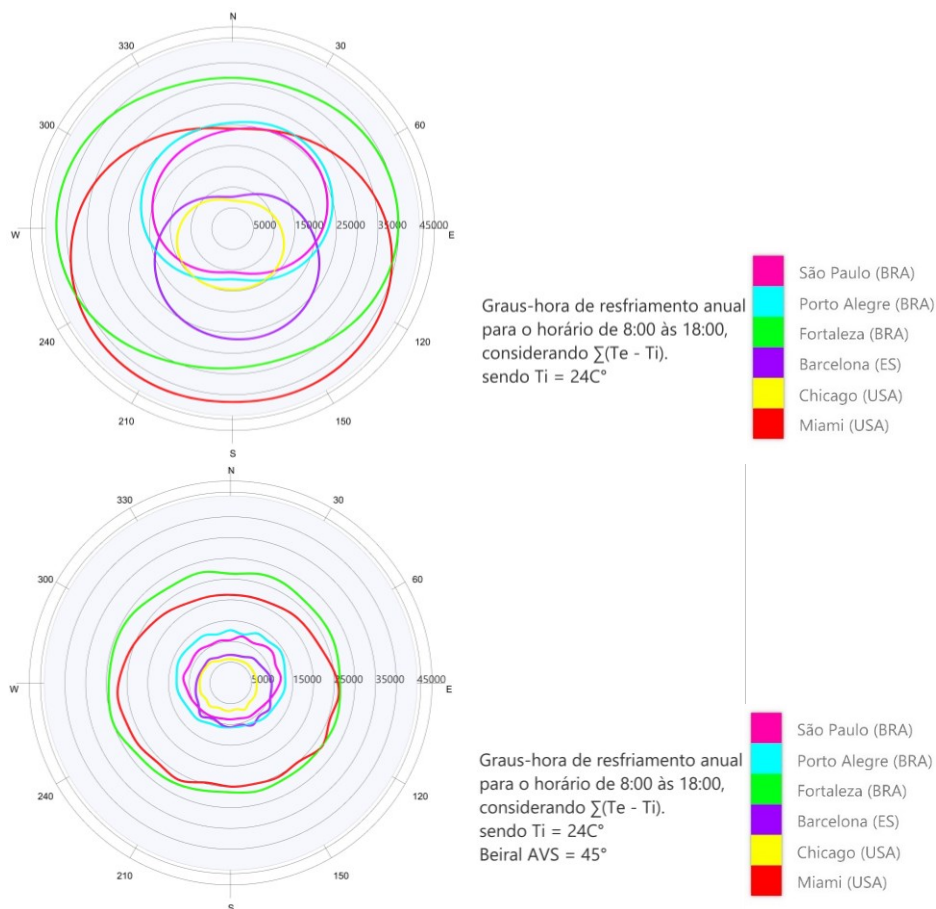 N
330
30
300
60
5000
15000
25000
35000
45000
W
E
240
120
210
150
S
Graus-hora de resfriamento anual
para o horário de 8:00 às 18:00,
considerando ∑(Te - Ti).
sendo Ti = 24C°
São Paulo (BRA)
Porto Alegre (BRA)
Fortaleza (BRA)
Barcelona (ES)
Chicago (USA)
Miami (USA)
N
330
30
300
60
5000
15000
25000
35000
45000
W
E
240
120
210
150
S
Graus-hora de resfriamento anual
para o horário de 8:00 às 18:00,
considerando ∑(Te - Ti).
sendo Ti = 24C°
Beiral AVS = 45°
São Paulo (BRA)
Porto Alegre (BRA)
Fortaleza (BRA)
Barcelona (ES)
Chicago (USA)
Miami (USA)